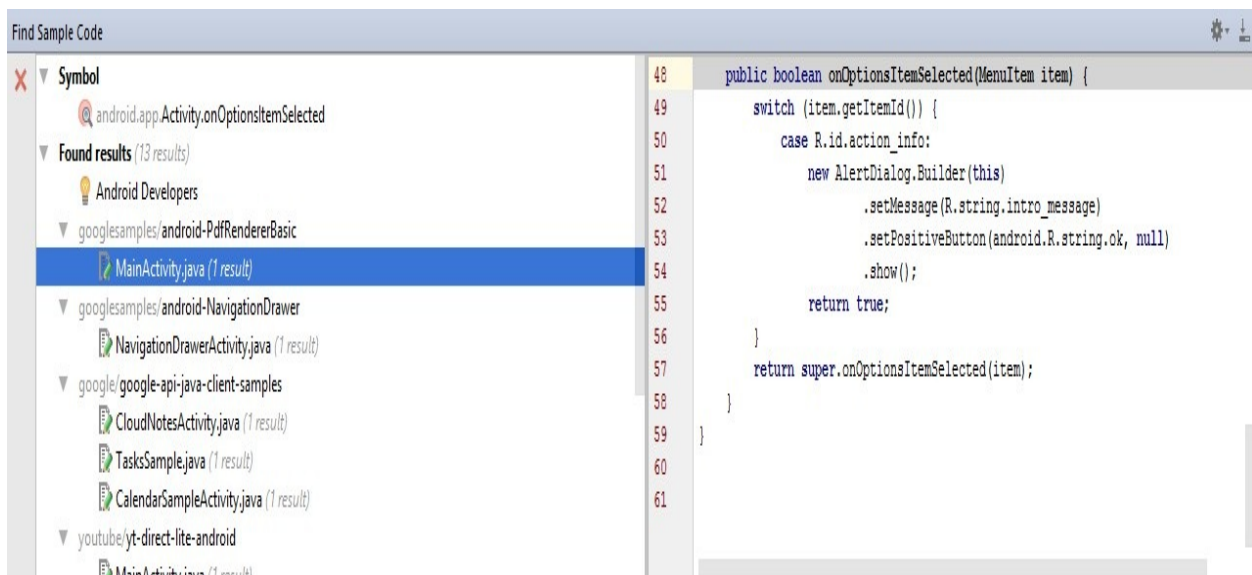 Find Sample Code
Symbol
android.app.Activity.onOptionsItemSelected
Found results (13 results)
Android Developers
googlesamples/android-PdfRendererBasic
MainActivity.java (1 result)
googlesamples/android-NavigationDrawer
NavigationDrawerActivity.java (1 result)
google/google-api-java-client-samples
CloudNotesActivity.java (1 result)
TasksSample.java (1 result)
CalendarSampleActivity.java (1 result)
youtube/yt-direct-lite-android
MainActivity.java (1 result)
48 public boolean onOptionsItemSelected(MenuItem item) {
49 switch (item.getItemId()) {
50 case R.id.action_info:
51 new AlertDialog.Builder(this)
52 .setMessage(R.string.intro_message)
53 .setPositiveButton(android.R.string.ok, null)
54 .show();
55 return true;
56 }
57 return super.onOptionsItemSelected(item);
58 }
59 }
60
61